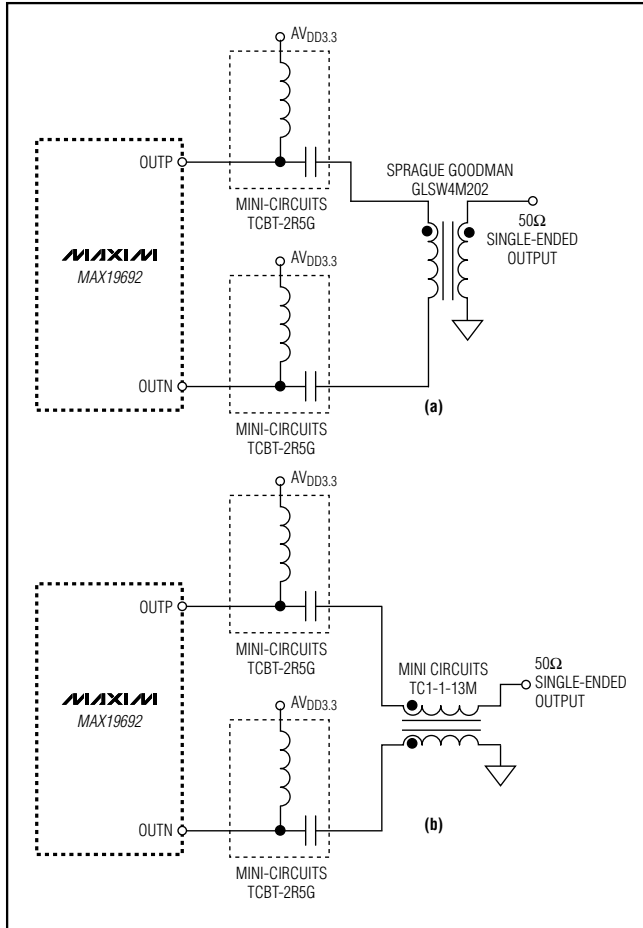 AVDD3.3
OUTP
MINI-CIRCUITS
TCBT-2R5G
SPRAGUE GOODMAN
GLSW4M202
50Ω
SINGLE-ENDED
OUTPUT
MAXIM
MAX19692
AVDD3.3
OUTN
MINI-CIRCUITS
TCBT-2R5G
(a)
AVDD3.3
OUTP
MINI-CIRCUITS
TCBT-2R5G
MINI CIRCUITS
TC1-1-13M
50Ω
SINGLE-ENDED
OUTPUT
MAXIM
MAX19692
AVDD3.3
OUTN
MINI-CIRCUITS
TCBT-2R5G
(b)